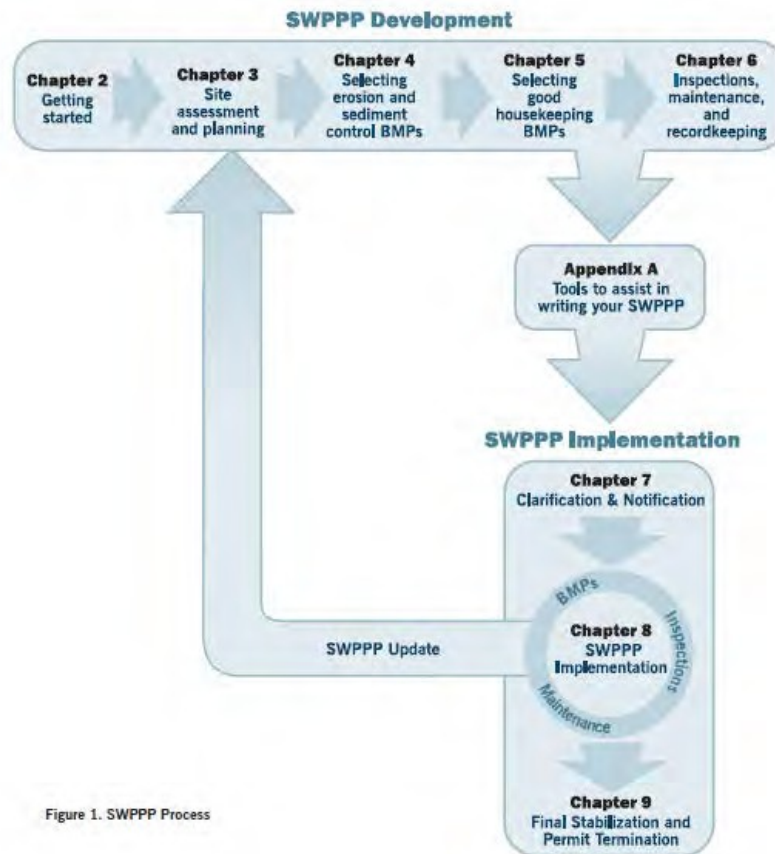 SWPPP Development
Chapter 2
Getting
started
Chapter 3
Site
assessment
and planning
Chapter 4
Selecting
erosion and
sediment
control BMPs
Chapter 5
Selecting
good
housekeeping
BMPs
Chapter 6
Inspections,
maintenance,
and
recordkeeping
Appendix A
Tools to assist in
writing your SWPPP
SWPPP Implementation
Chapter 7
Clarification & Notification
BMPs
Inspections
Maintenance
Chapter 8
SWPPP
Implementation
SWPPP Update
Chapter 9
Final Stabilization and
Permit Termination
Figure 1. SWPPP Process